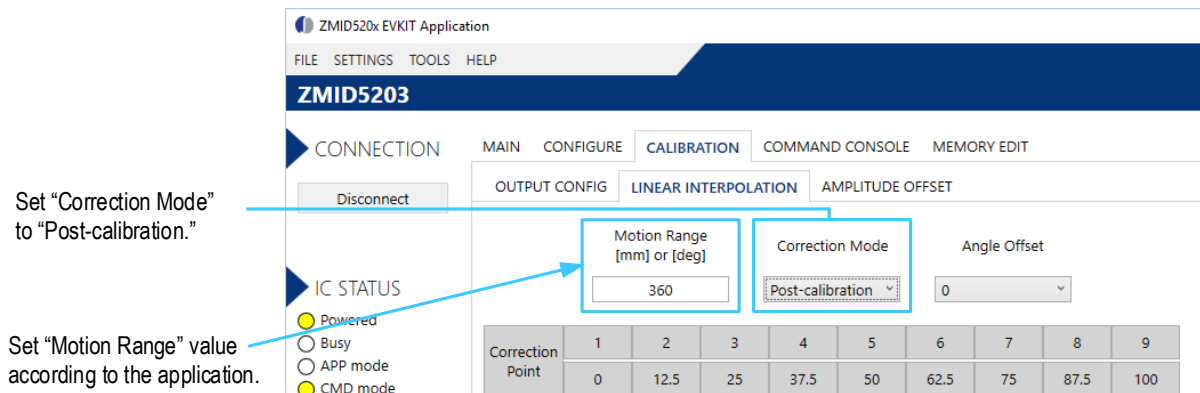 ZMID520x EVKIT Application
FILE SETTINGS TOOLS HELP
ZMID5203
CONNECTION
MAIN CONFIGURE CALIBRATION COMMAND CONSOLE MEMORY EDIT
Disconnect
OUTPUT CONFIG LINEAR INTERPOLATION AMPLITUDE OFFSET
Set “Correction Mode”
to “Post-calibration.”
Motion Range
[mm] or [deg]
Correction Mode
Angle Offset
360
Post-calibration
0
IC STATUS
Powered
Busy
APP mode
CMD mode
Set “Motion Range” value
according to the application.
Correction
Point
1 2 3 4 5 6 7 8 9
0 12.5 25 37.5 50 62.5 75 87.5 100